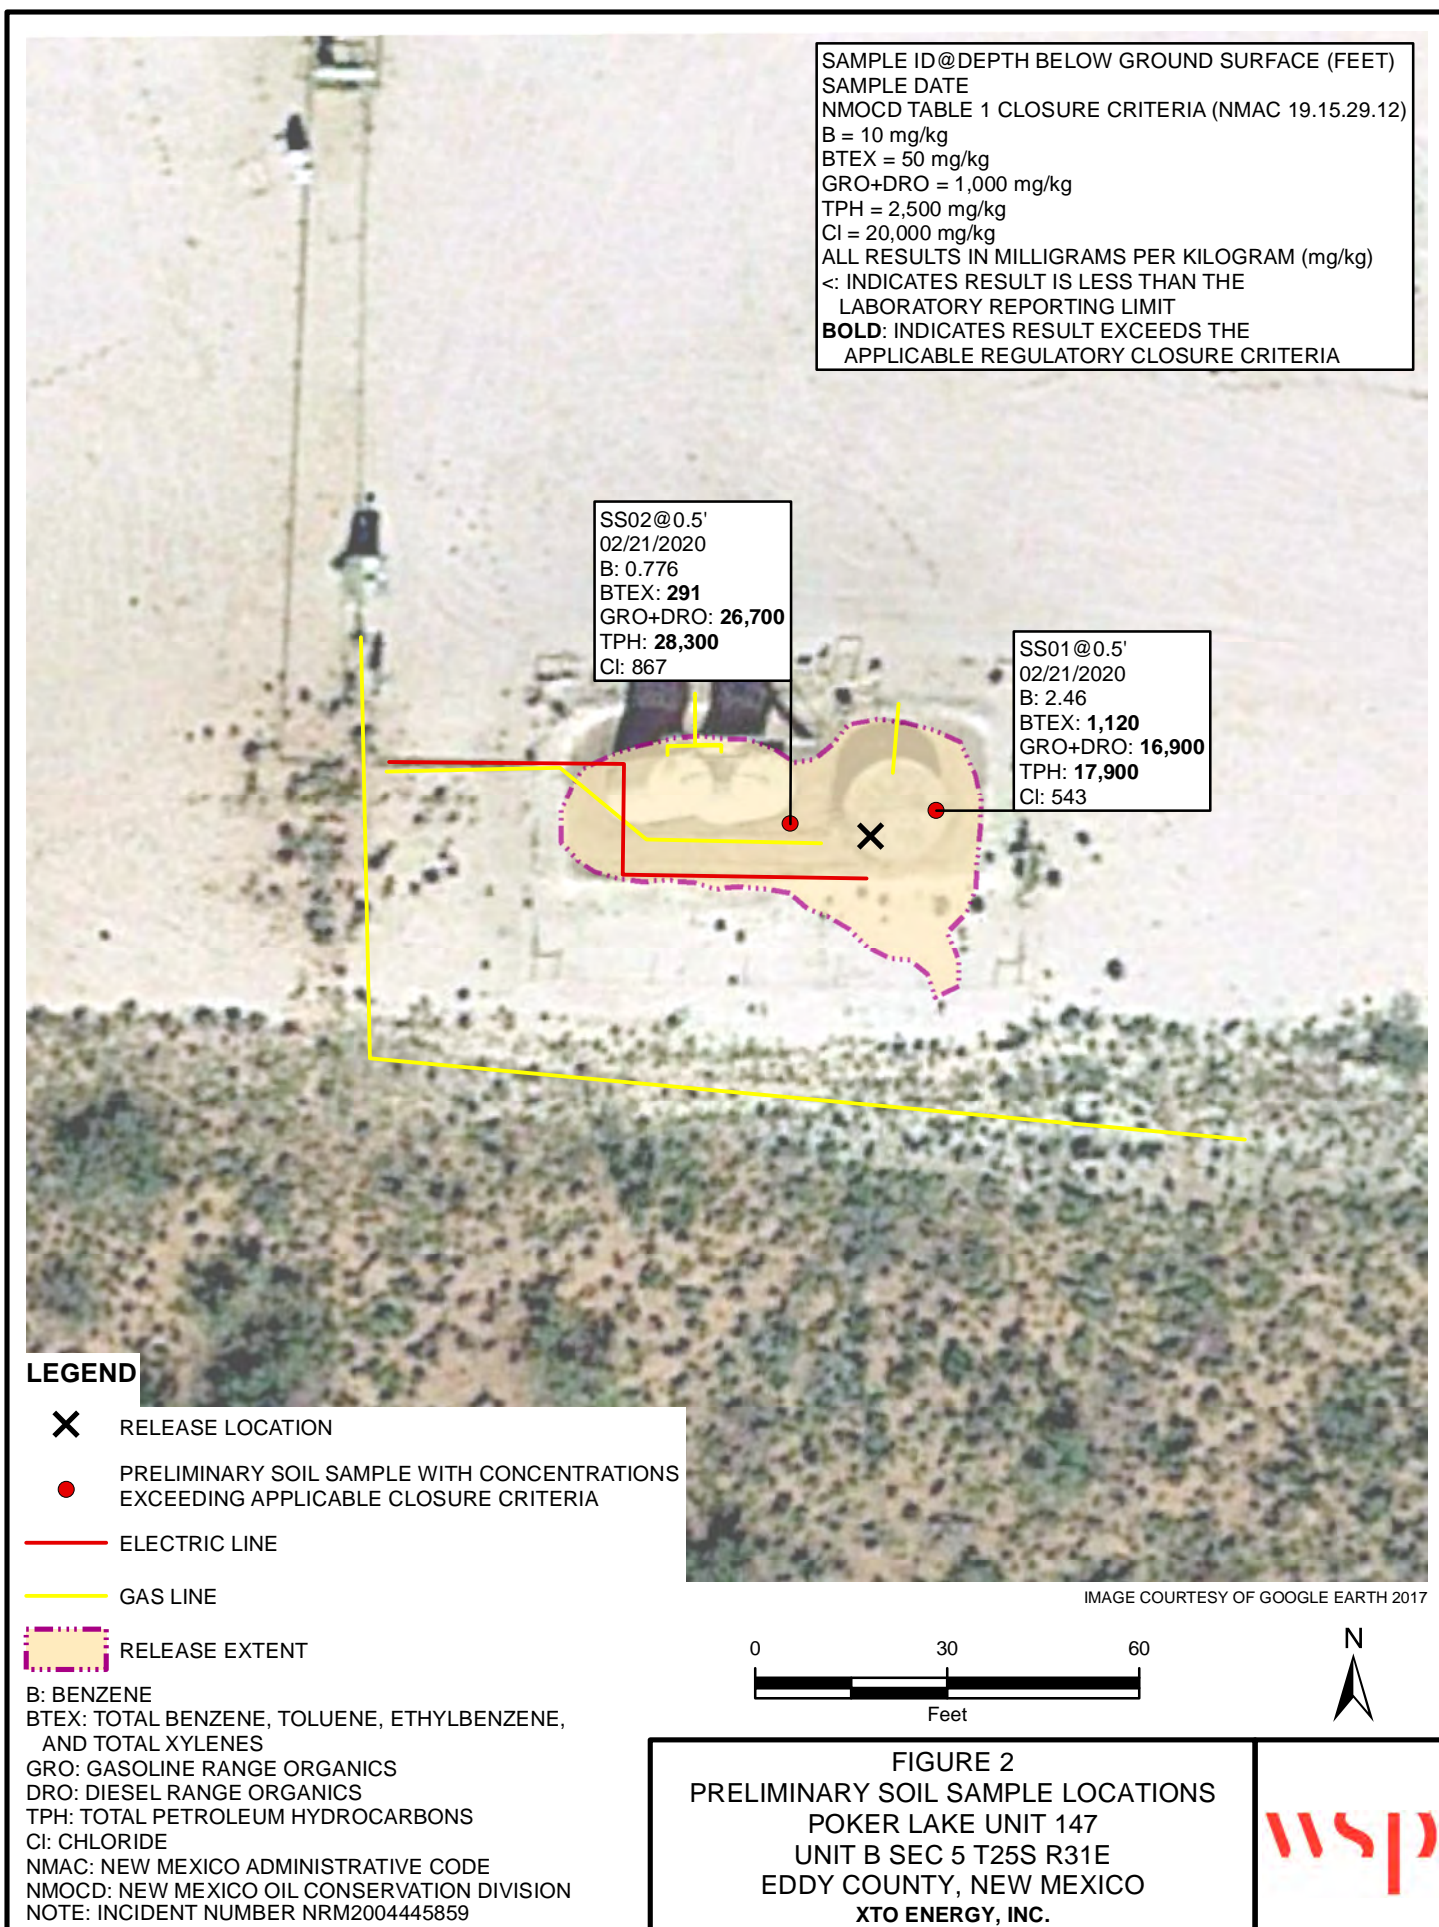 SAMPLE ID@DEPTH BELOW GROUND SURFACE (FEET)
SAMPLE DATE
NMOCD TABLE 1 CLOSURE CRITERIA (NMAC 19.15.29.12)
B = 10 mg/kg
BTEX = 50 mg/kg
GRO+DRO = 1,000 mg/kg
TPH = 2,500 mg/kg
Cl = 20,000 mg/kg
ALL RESULTS IN MILLIGRAMS PER KILOGRAM (mg/kg)
<: INDICATES RESULT IS LESS THAN THE
LABORATORY REPORTING LIMIT
BOLD: INDICATES RESULT EXCEEDS THE
APPLICABLE REGULATORY CLOSURE CRITERIA
SS02@0.5'
02/21/2020
B: 0.776
BTEX: 291
GRO+DRO: 26,700
TPH: 28,300
Cl: 867
SS01@0.5'
02/21/2020
B: 2.46
BTEX: 1,120
GRO+DRO: 16,900
TPH: 17,900
Cl: 543
LEGEND
RELEASE LOCATION
PRELIMINARY SOIL SAMPLE WITH CONCENTRATIONS
EXCEEDING APPLICABLE CLOSURE CRITERIA
ELECTRIC LINE
GAS LINE
RELEASE EXTENT
B: BENZENE
BTEX: TOTAL BENZENE, TOLUENE, ETHYLBENZENE,
AND TOTAL XYLENES
GRO: GASOLINE RANGE ORGANICS
DRO: DIESEL RANGE ORGANICS
TPH: TOTAL PETROLEUM HYDROCARBONS
Cl: CHLORIDE
NMAC: NEW MEXICO ADMINISTRATIVE CODE
NMOCD: NEW MEXICO OIL CONSERVATION DIVISION
NOTE: INCIDENT NUMBER NRM2004445859
IMAGE COURTESY OF GOOGLE EARTH 2017
0 30 60
Feet
N
FIGURE 2
PRELIMINARY SOIL SAMPLE LOCATIONS
POKER LAKE UNIT 147
UNIT B SEC 5 T25S R31E
EDDY COUNTY, NEW MEXICO
XTO ENERGY, INC.
wsp